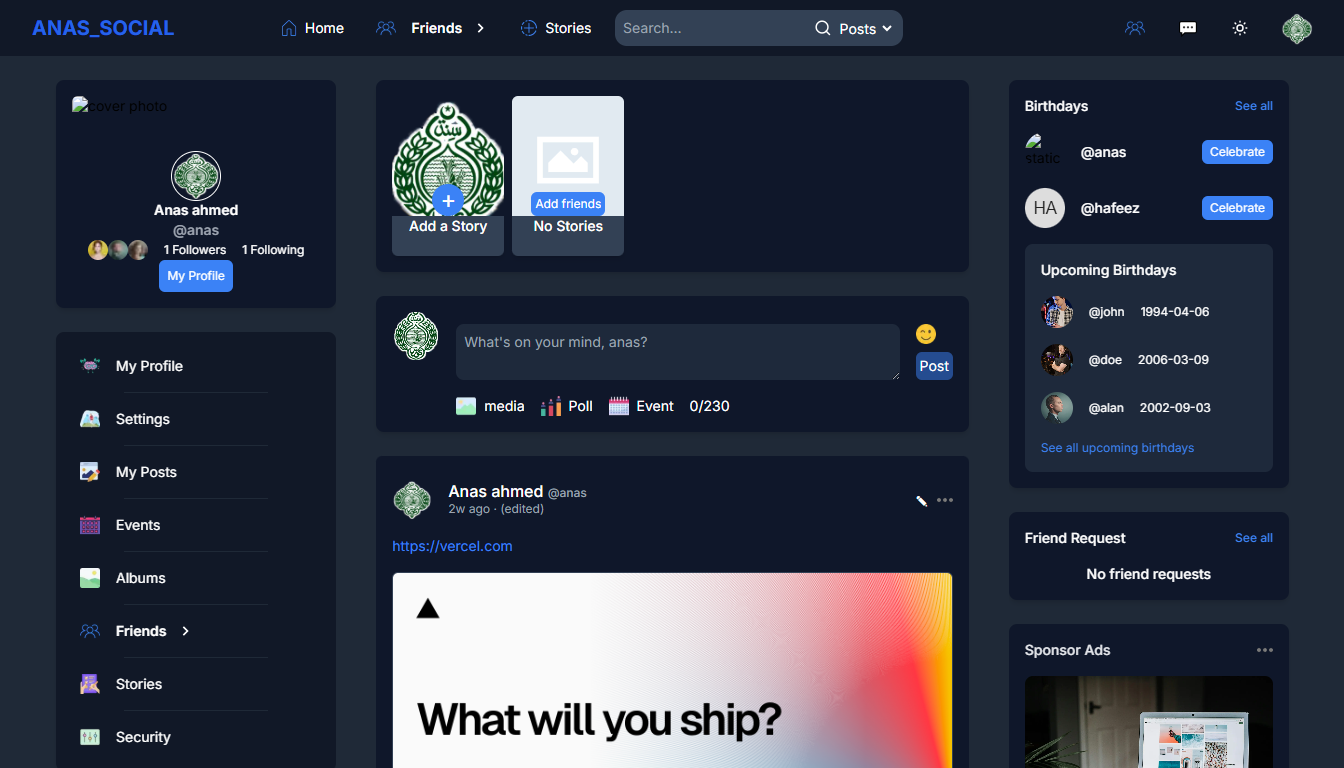 ANAS_SOCIAL Home Friends Stories Search... Posts
cover photo
Anas ahmed
@anas
1 Followers 1 Following
My Profile
My Profile
Settings
My Posts
Events
Albums
Friends
Stories
Security
Add a Story
Add friends
No Stories
What's on your mind, anas?
Post
media Poll Event 0/230
Anas ahmed @anas
2w ago · (edited)
https://vercel.com
What will you ship?
Birthdays See all
static
@anas Celebrate
HA @hafeez Celebrate
Upcoming Birthdays
@john 1994-04-06
@doe 2006-03-09
@alan 2002-09-03
See all upcoming birthdays
Friend Request See all
No friend requests
Sponsor Ads